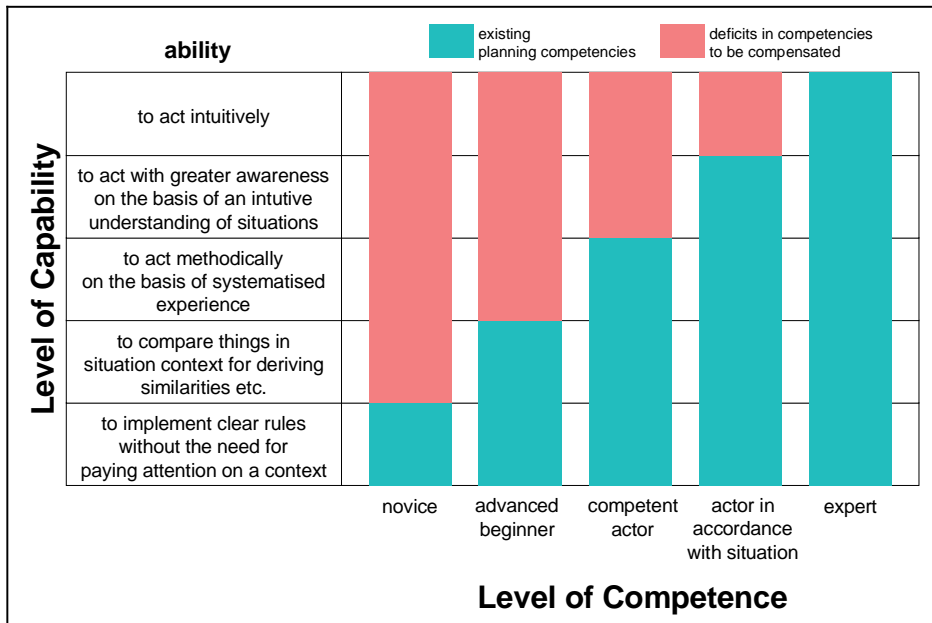 existing
planning competencies
deficits in competencies
to be compensated
ability
Level of Capability
to act intuitively
to act with greater awareness
on the basis of an intutive
understanding of situations
to act methodically
on the basis of systematised
experience
to compare things in
situation context for deriving
similarities etc.
to implement clear rules
without the need for
paying attention on a context
novice
advanced
beginner
competent
actor
actor in
accordance
with situation
expert
Level of Competence